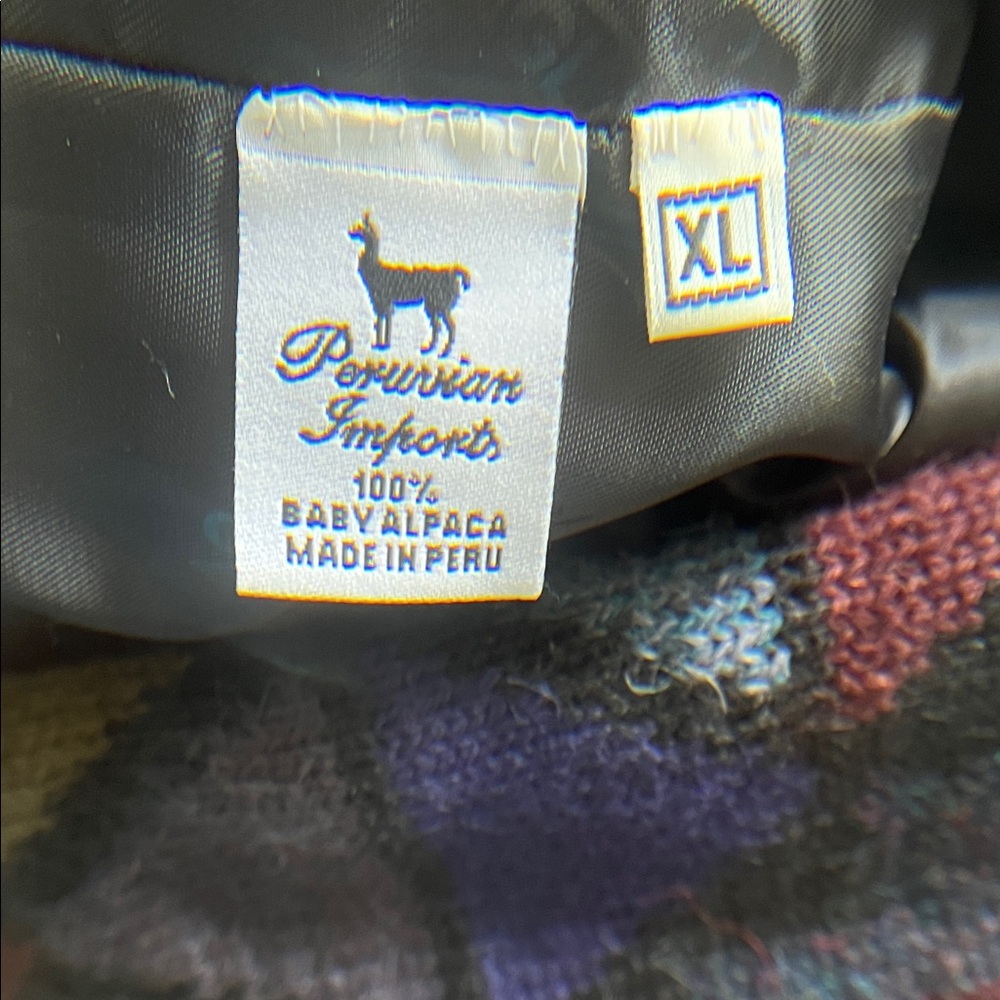 Peruvian
Imports
100%
BABY ALPACA
MADE IN PERU
XL